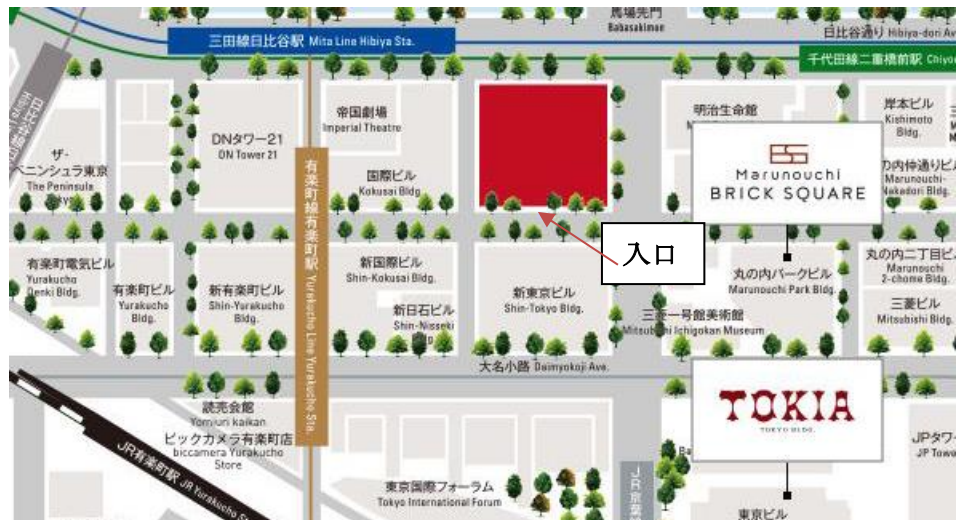 馬場先門
Babasakimon
三田線日比谷駅 Mita Line Hibiya Sta.
日比谷通り Hibiya-dori Av
千代田線二重橋前駅 Chiyo
帝国劇場
Imperial Theatre
DNタワー21
DN Tower 21
国際ビル
Kokusai Bldg.
明治生命館
岸本ビル
Kishimoto
Bldg.
ザ・
ペニンシュラ東京
The Peninsula
Marunouchi
BRICK SQUARE
の内仲通りビル
Marunouchi-
Nakadori Bldg.
有楽町線有楽町駅 Yurakucho Line Yurakucho Sta.
入口
有楽町電気ビル
Yurakucho
Denki Bldg.
有楽町ビル
Yurakucho
Bldg.
新有楽町ビル
Shin-Yurakucho
Bldg.
新国際ビル
Shin-Kokusai Bldg.
新日石ビル
Shin-Nisseki
新東京ビル
Shin-Tokyo Bldg.
丸の内パークビル
Marunouchi Park Bldg.
三菱一号館美術館
Mitsubishi Ichigokan Museum
丸の内二丁目ビ
Marunouchi
2-chome Bldg.
三菱ビル
Mitsubishi Bldg.
大名小路 Daimyokoji Ave.
読売会館
Yomiuri kaikan
ビックカメラ有楽町店
biccamera Yurakucho
Store
JR有楽町駅 JR Yurakucho St
東京国際フォーラム
Tokyo International Forum
JR京葉
TOKIA
TOKYO BLDG.
東京ビル
JPタワ
JP Tow